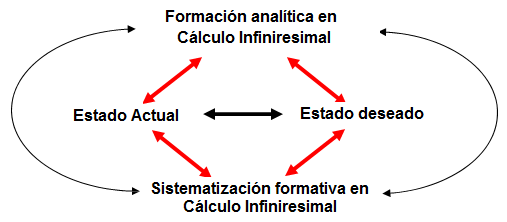 Formación analítica en
Cálculo Infiniresimal
Estado Actual
Estado deseado
Sistematización formativa en
Cálculo Infiniresimal